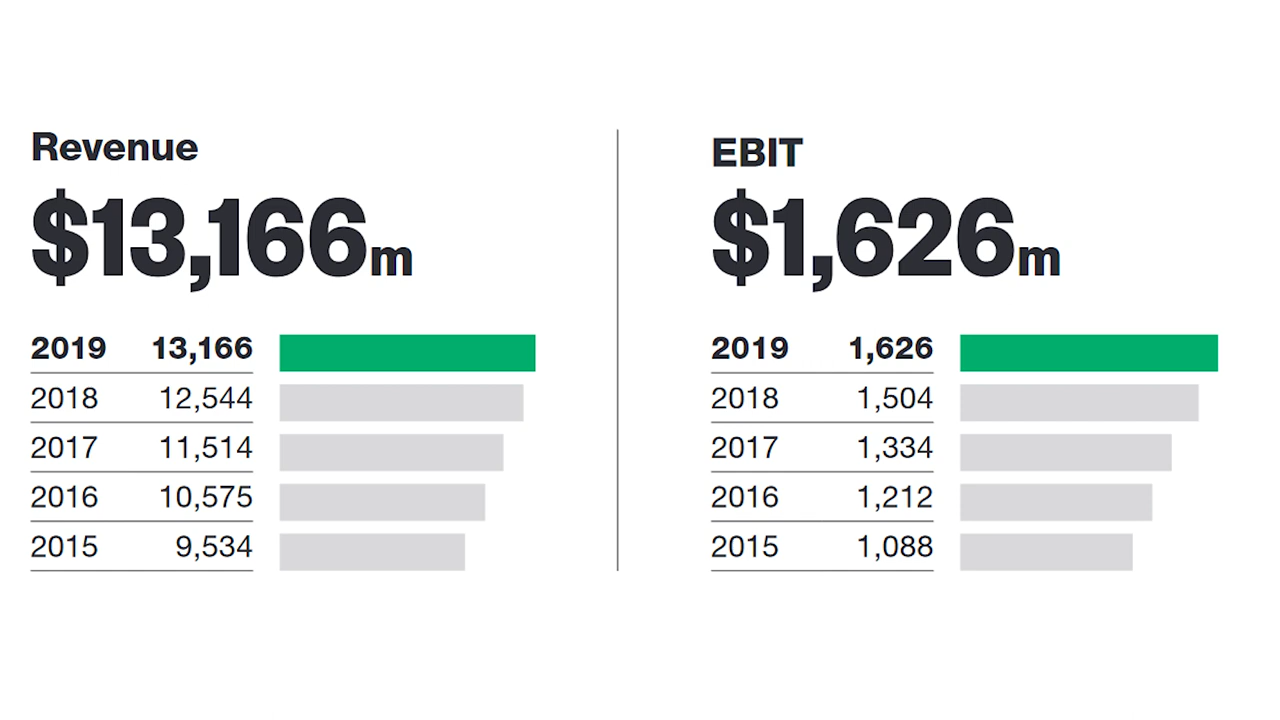 Revenue
$13,166m
2019 13,166
2018 12,544
2017 11,514
2016 10,575
2015 9,534
EBIT
$1,626m
2019 1,626
2018 1,504
2017 1,334
2016 1,212
2015 1,088